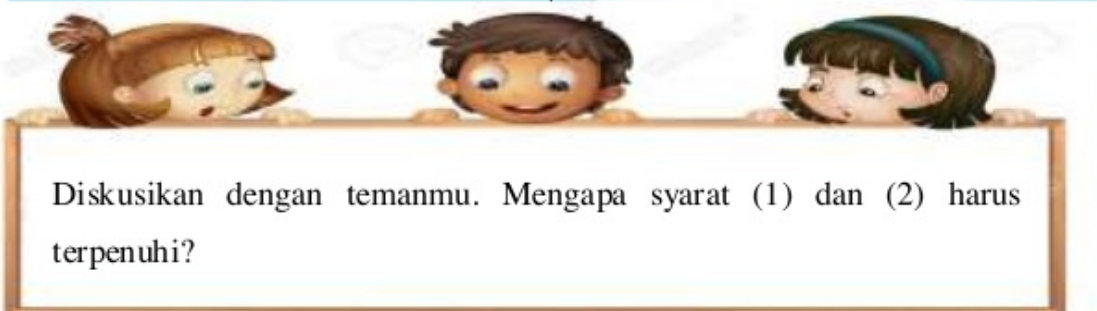 Diskusikan dengan temanmu. Mengapa syarat (1) dan (2) harus
terpenuhi?